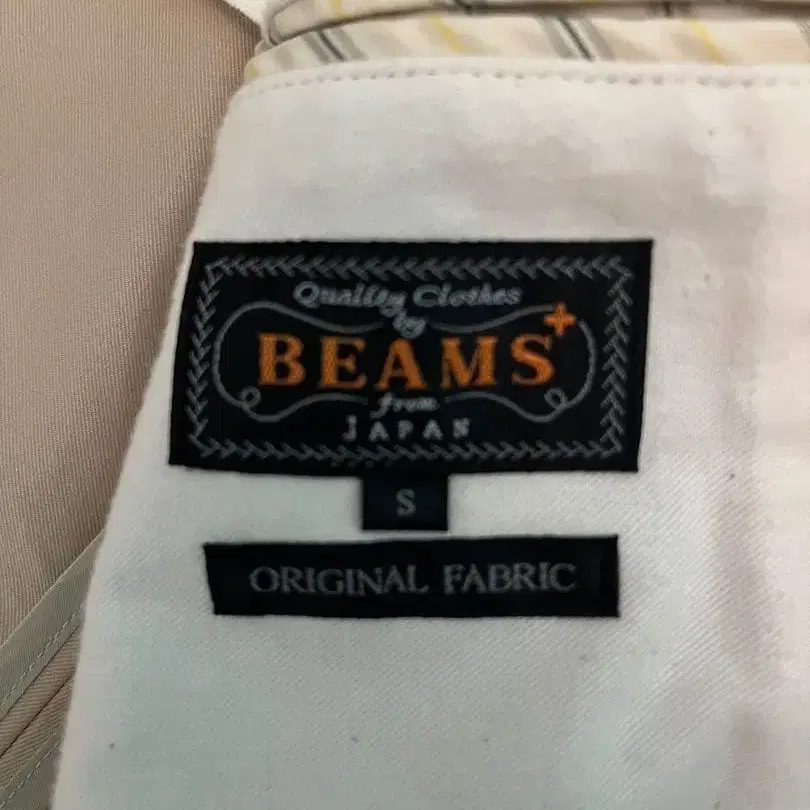 Quality Clothes
by
BEAMS+
from
JAPAN
S
ORIGINAL FABRIC